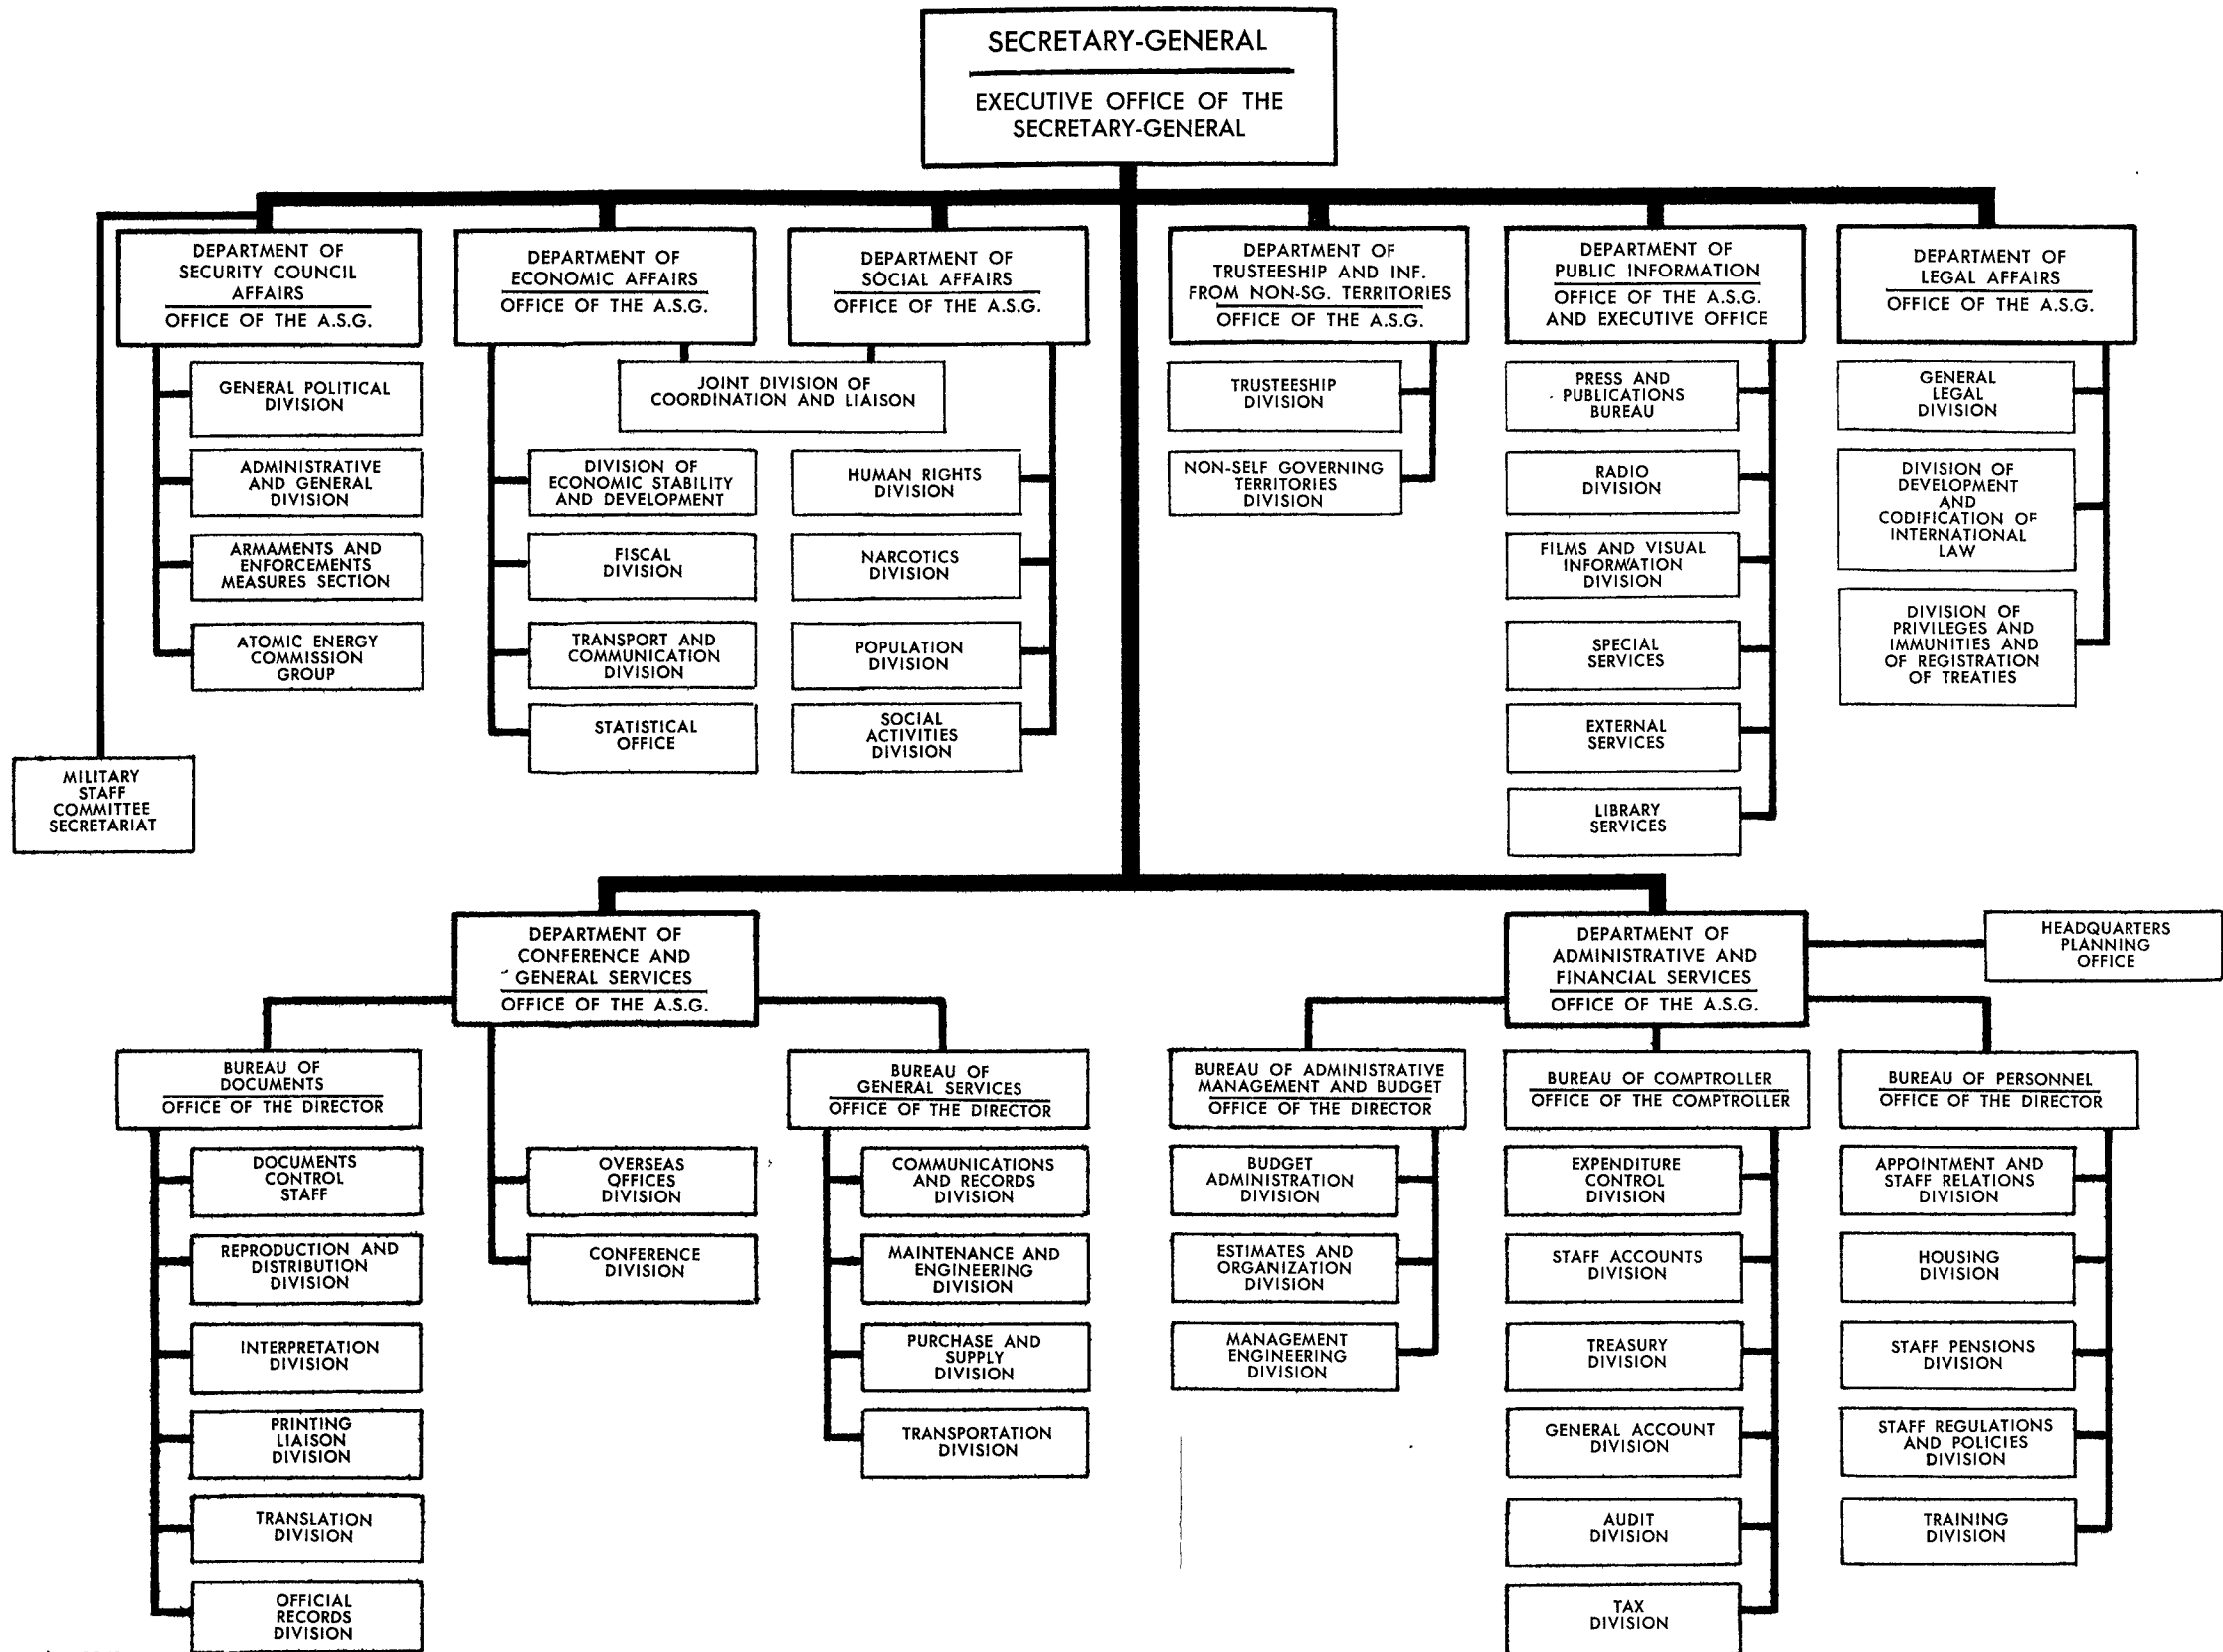 SECRETARY-GENERAL
EXECUTIVE OFFICE OF THE
SECRETARY-GENERAL
DEPARTMENT OF
SECURITY COUNCIL
AFFAIRS
OFFICE OF THE A.S.G.
DEPARTMENT OF
ECONOMIC AFFAIRS
OFFICE OF THE A.S.G.
DEPARTMENT OF
SOCIAL AFFAIRS
OFFICE OF THE A.S.G.
DEPARTMENT OF
TRUSTEESHIP AND INF.
FROM NON-SG. TERRITORIES
OFFICE OF THE A.S.G.
DEPARTMENT OF
PUBLIC INFORMATION
OFFICE OF THE A.S.G.
AND EXECUTIVE OFFICE
DEPARTMENT OF
LEGAL AFFAIRS
OFFICE OF THE A.S.G.
GENERAL POLITICAL
DIVISION
ADMINISTRATIVE
AND GENERAL
DIVISION
ARMAMENTS AND
ENFORCEMENTS
MEASURES SECTION
ATOMIC ENERGY
COMMISSION
GROUP
MILITARY
STAFF
COMMITTEE
SECRETARIAT
JOINT DIVISION OF
COORDINATION AND LIAISON
DIVISION OF
ECONOMIC STABILITY
AND DEVELOPMENT
FISCAL
DIVISION
TRANSPORT AND
COMMUNICATION
DIVISION
STATISTICAL
OFFICE
HUMAN RIGHTS
DIVISION
NARCOTICS
DIVISION
POPULATION
DIVISION
SOCIAL
ACTIVITIES
DIVISION
TRUSTEESHIP
DIVISION
NON-SELF GOVERNING
TERRITORIES
DIVISION
PRESS AND
PUBLICATIONS
BUREAU
RADIO
DIVISION
FILMS AND VISUAL
INFORMATION
DIVISION
SPECIAL
SERVICES
EXTERNAL
SERVICES
LIBRARY
SERVICES
GENERAL
LEGAL
DIVISION
DIVISION OF
DEVELOPMENT
AND
CODIFICATION OF
INTERNATIONAL
LAW
DIVISION OF
PRIVILEGES AND
IMMUNITIES AND
OF REGISTRATION
OF TREATIES
DEPARTMENT OF
CONFERENCE AND
GENERAL SERVICES
OFFICE OF THE A.S.G.
DEPARTMENT OF
ADMINISTRATIVE AND
FINANCIAL SERVICES
OFFICE OF THE A.S.G.
HEADQUARTERS
PLANNING
OFFICE
BUREAU OF
DOCUMENTS
OFFICE OF THE DIRECTOR
DOCUMENTS
CONTROL
STAFF
REPRODUCTION AND
DISTRIBUTION
DIVISION
INTERPRETATION
DIVISION
PRINTING
LIAISON
DIVISION
TRANSLATION
DIVISION
OFFICIAL
RECORDS
DIVISION
OVERSEAS
OFFICES
DIVISION
CONFERENCE
DIVISION
BUREAU OF
GENERAL SERVICES
OFFICE OF THE DIRECTOR
COMMUNICATIONS
AND RECORDS
DIVISION
MAINTENANCE AND
ENGINEERING
DIVISION
PURCHASE AND
SUPPLY
DIVISION
TRANSPORTATION
DIVISION
BUREAU OF ADMINISTRATIVE
MANAGEMENT AND BUDGET
OFFICE OF THE DIRECTOR
BUDGET
ADMINISTRATION
DIVISION
ESTIMATES AND
ORGANIZATION
DIVISION
MANAGEMENT
ENGINEERING
DIVISION
BUREAU OF COMPTROLLER
OFFICE OF THE COMPTROLLER
EXPENDITURE
CONTROL
DIVISION
STAFF ACCOUNTS
DIVISION
TREASURY
DIVISION
GENERAL ACCOUNT
DIVISION
AUDIT
DIVISION
TAX
DIVISION
BUREAU OF PERSONNEL
OFFICE OF THE DIRECTOR
APPOINTMENT AND
STAFF RELATIONS
DIVISION
HOUSING
DIVISION
STAFF PENSIONS
DIVISION
STAFF REGULATIONS
AND POLICIES
DIVISION
TRAINING
DIVISION